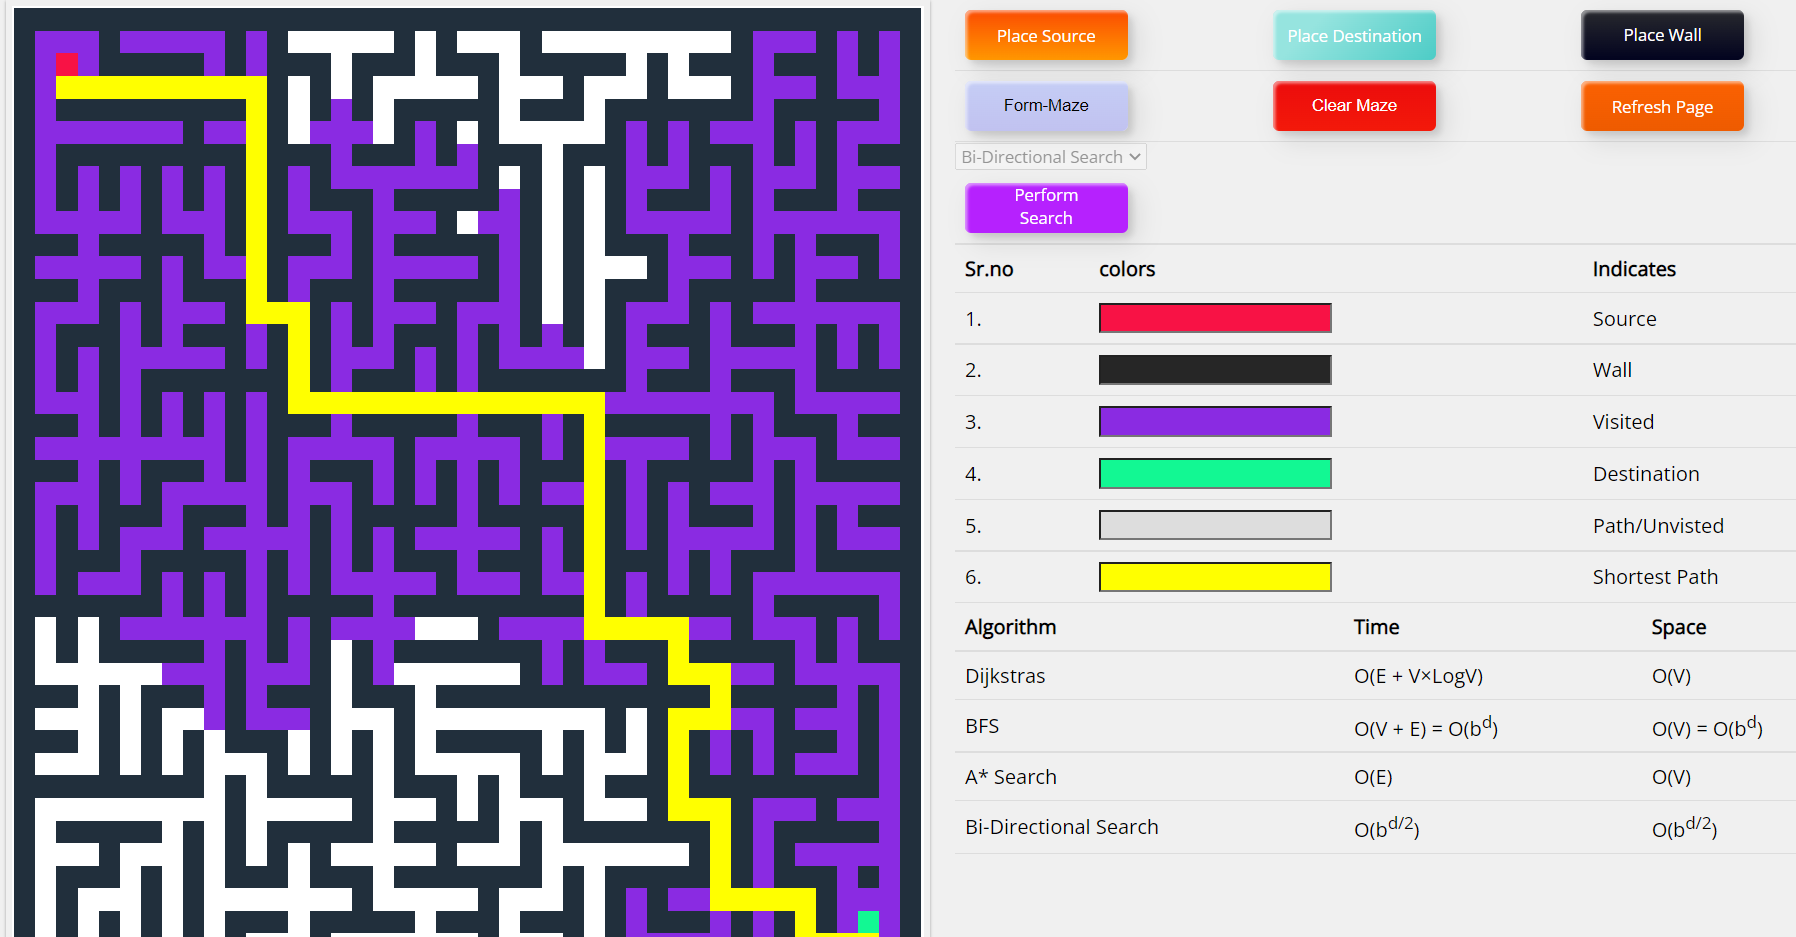 Place Source
Place Destination
Place Wall
Form-Maze
Clear Maze
Refresh Page
Bi-Directional Search
Perform
Search
Sr.no colors Indicates
1. Source
2. Wall
3. Visited
4. Destination
5. Path/Unvisted
6. Shortest Path
Algorithm Time Space
Dijkstras O(E + V×LogV) O(V)
BFS O(V + E) = O(b^d) O(V) = O(b^d)
A* Search O(E) O(V)
Bi-Directional Search O(b^d/2) O(b^d/2)